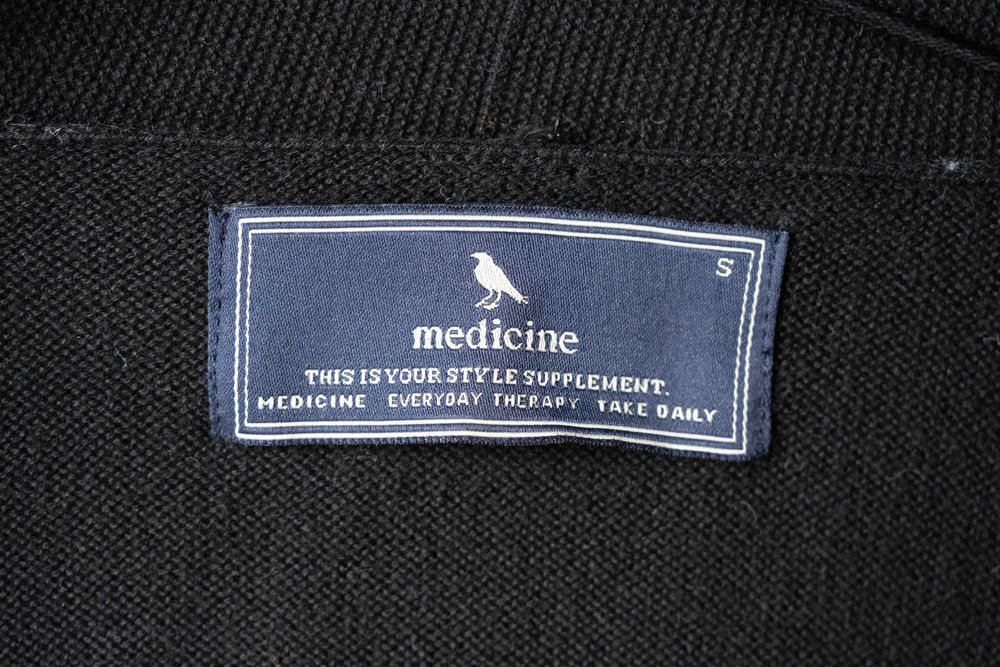 S
medicine
THIS IS YOUR STYLE SUPPLEMENT.
MEDICINE EVERYDAY THERAPY TAKE DAILY